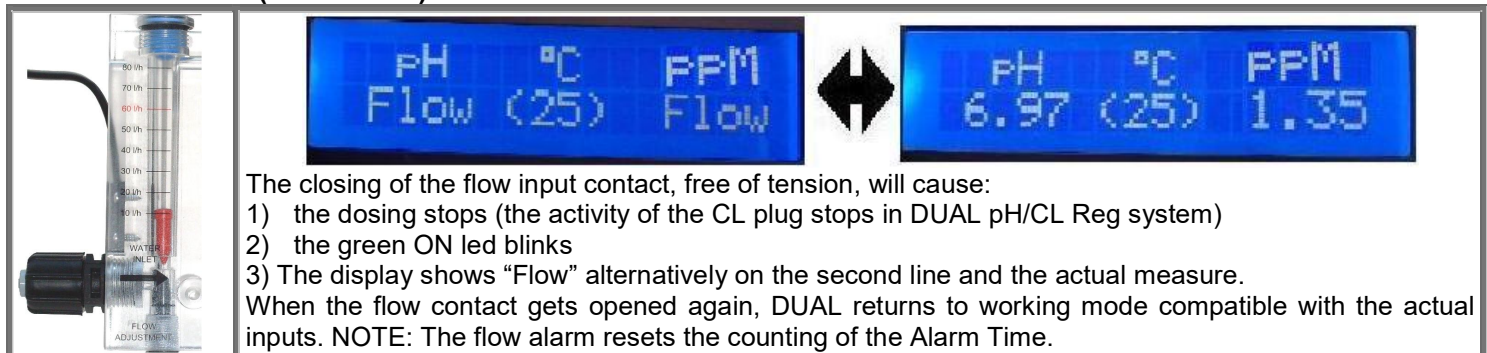 80 l/h
70 l/h
60 l/h
50 l/h
40 l/h
30 l/h
20 l/h
10 l/h
WATER
INLET
FLOW
ADJUSTMENT
pH °C ppM
Flow (25) Flow
pH °C ppM
6.97 (25) 1.35
The closing of the flow input contact, free of tension, will cause:
1) the dosing stops (the activity of the CL plug stops in DUAL pH/CL Reg system)
2) the green ON led blinks
3) The display shows “Flow” alternatively on the second line and the actual measure.
When the flow contact gets opened again, DUAL returns to working mode compatible with the actual
inputs. NOTE: The flow alarm resets the counting of the Alarm Time.